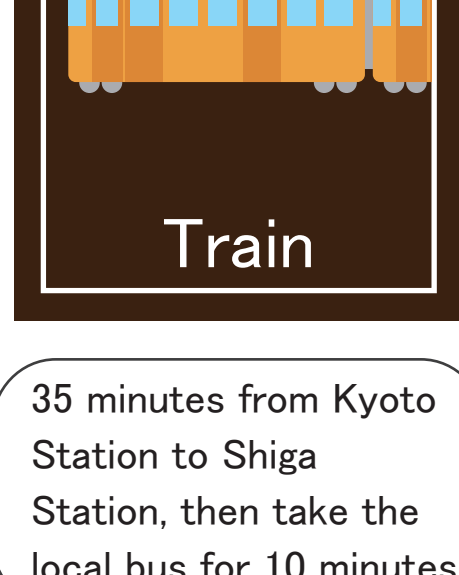 Train
35 minutes from Kyoto
Station to Shiga
Station, then take the
local bus for 10 minutes